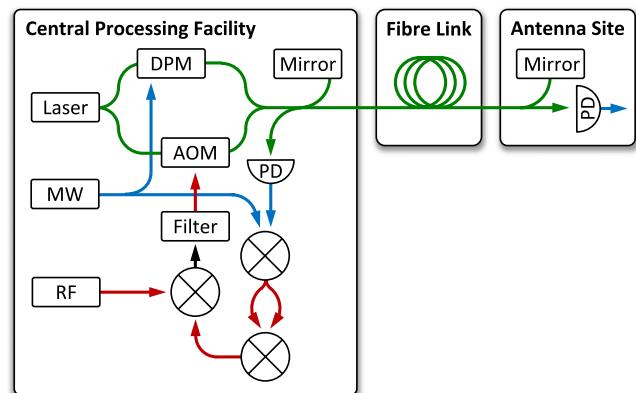 Central Processing Facility
Fibre Link
Antenna Site
DPM
Mirror
Mirror
Laser
PD
AOM
PD
MW
Filter
RF